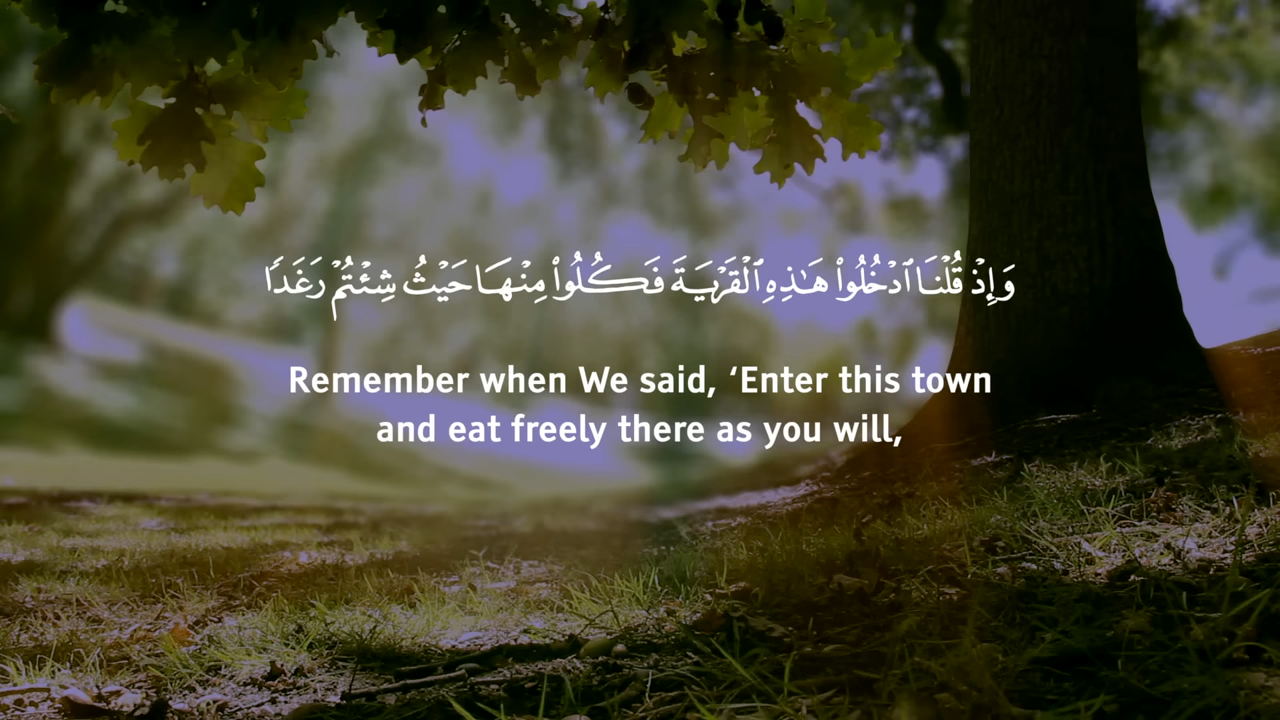 وَإِذْ قُلْنَا ٱدْخُلُوا۟ هَـٰذِهِ ٱلْقَرْيَةَ فَكُلُوا۟ مِنْهَا حَيْثُ شِئْتُمْ رَغَدًا
Remember when We said, ‘Enter this town
and eat freely there as you will,